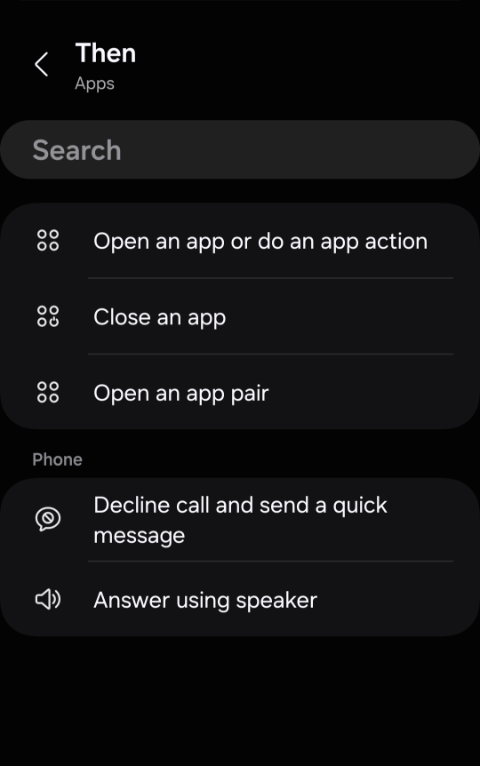 Then
Apps
Search
Open an app or do an app action
Close an app
Open an app pair
Phone
Decline call and send a quick
message
Answer using speaker